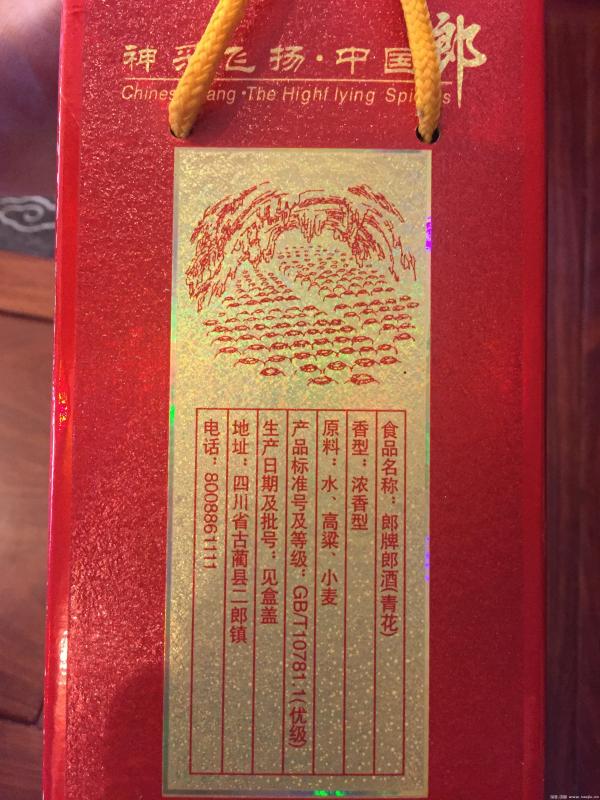 神采飞扬·中国郎
Chinese Lang·The Highf lying Spirits
食品名称：郎牌郎酒(青花)
香型：浓香型
原料：水、高粱、小麦
产品标准号及等级：GB/T10781.1(优级)
生产日期及批号：见盒盖
地址：四川省古蔺县二郎镇
电话：8008861111